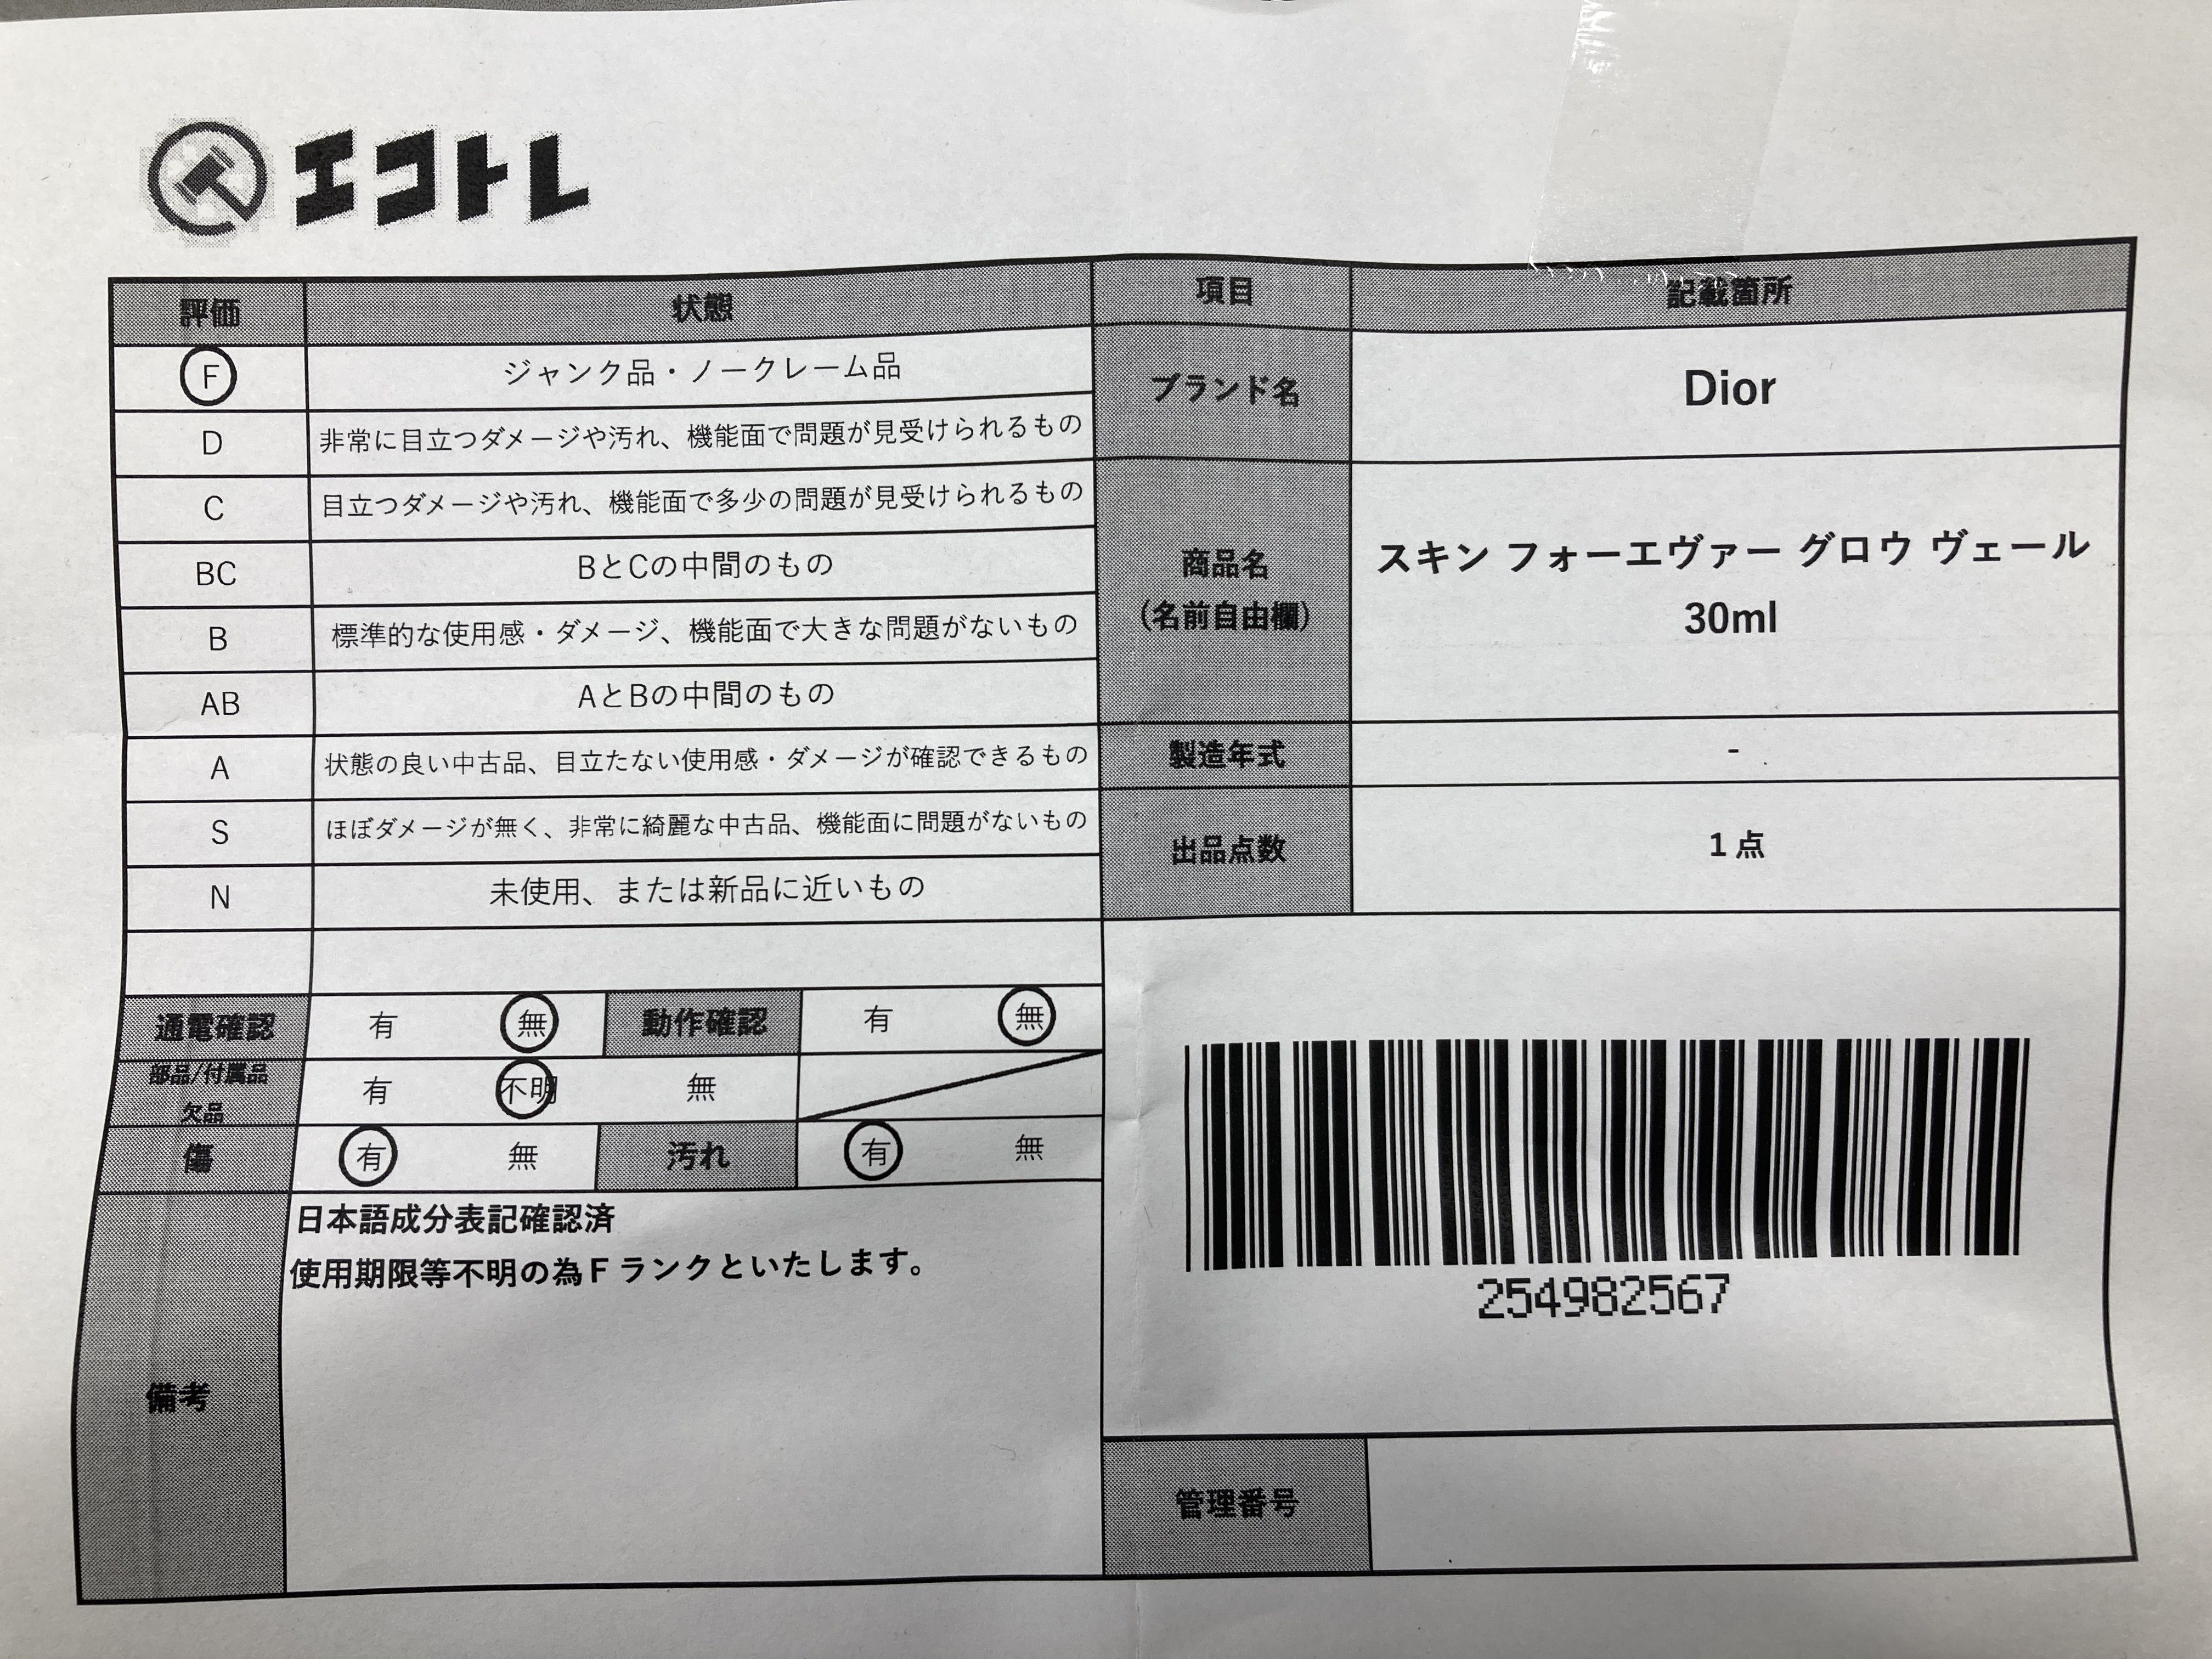 エコトレ
評価 状態 項目 記載箇所
F ジャンク品・ノークレーム品
D 非常に目立つダメージや汚れ、機能面で問題が見受けられるもの
C 目立つダメージや汚れ、機能面で多少の問題が見受けられるもの
BC BとCの中間のもの
B 標準的な使用感・ダメージ、機能面で大きな問題がないもの
AB AとBの中間のもの
A 状態の良い中古品、目立たない使用感・ダメージが確認できるもの
S ほぼダメージが無く、非常に綺麗な中古品、機能面に問題がないもの
N 未使用、または新品に近いもの
ブランド名 Dior
商品名
(名前自由欄)
スキン フォーエヴァー グロウ ヴェール
30ml
製造年式 -
出品点数 1 点
通電確認 有 無 動作確認 有 無
部品/付属品
欠品
有 不明 無
傷 有 無 汚れ 有 無
備考
日本語成分表記確認済
使用期限等不明の為F ランクといたします。
254982567
管理番号